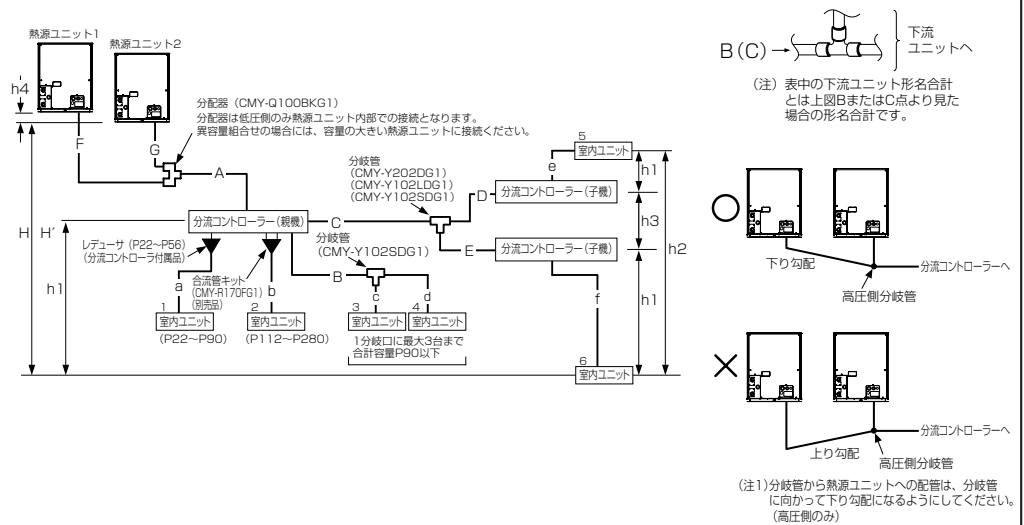 熱源ユニット1
熱源ユニット2
h4
F
G
分配器（CMY-Q100BKG1）
分配器は低圧側のみ熱源ユニット内部での接続となります。
異容量組合せの場合には、容量の大きい熱源ユニットに接続ください。
A
H
H´
h1
分流コントローラー（親機）
レデューサ（P22～P56）
（分流コントローラ付属品）
合流管キット
（CMY-R170FG1）
（別売品）
a
b
1
室内ユニット
（P22～P90）
2
室内ユニット
（P112～P280）
C
分岐管
（CMY-Y102SDG1）
B
c
d
3
室内ユニット
4
室内ユニット
1分岐口に最大3台まで
合計容量P90以下
分岐管
（CMY-Y202DG1）
（CMY-Y102LDG1）
（CMY-Y102SDG1）
D
E
5
室内ユニット
e
分流コントローラー（子機）
分流コントローラー（子機）
f
6
室内ユニット
h1
h3
h1
h2
B（C）
下流
ユニットへ
（注）表中の下流ユニット形名合計
とは上図BまたはC点より見た
場合の形名合計です。
下り勾配
分流コントローラーへ
高圧側分岐管
上り勾配
分流コントローラーへ
高圧側分岐管
（注1）分岐管から熱源ユニットへの配管は、分岐管
に向かって下り勾配になるようにしてください。
（高圧側のみ）